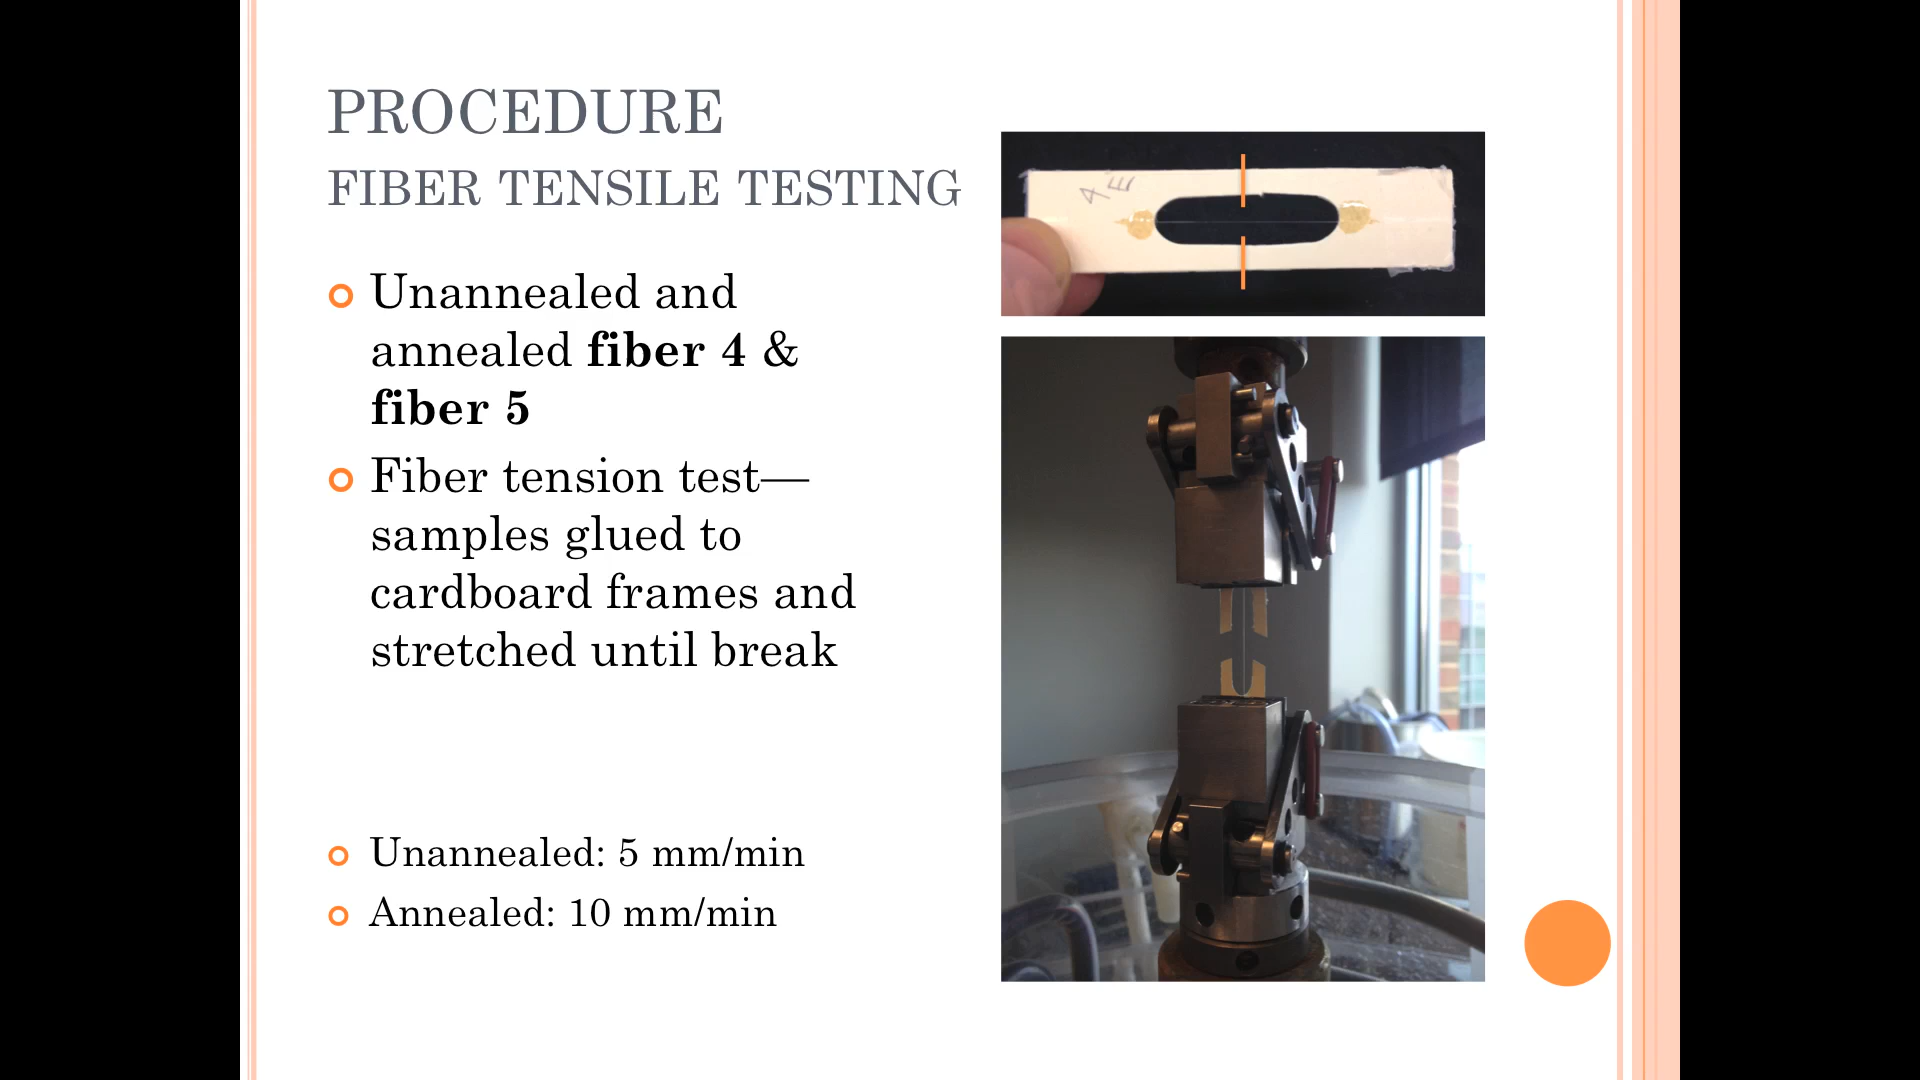 PROCEDURE
FIBER TENSILE TESTING
Unannealed and
annealed fiber 4 &
fiber 5
Fiber tension test—
samples glued to
cardboard frames and
stretched until break
Unannealed: 5 mm/min
Annealed: 10 mm/min
4
E